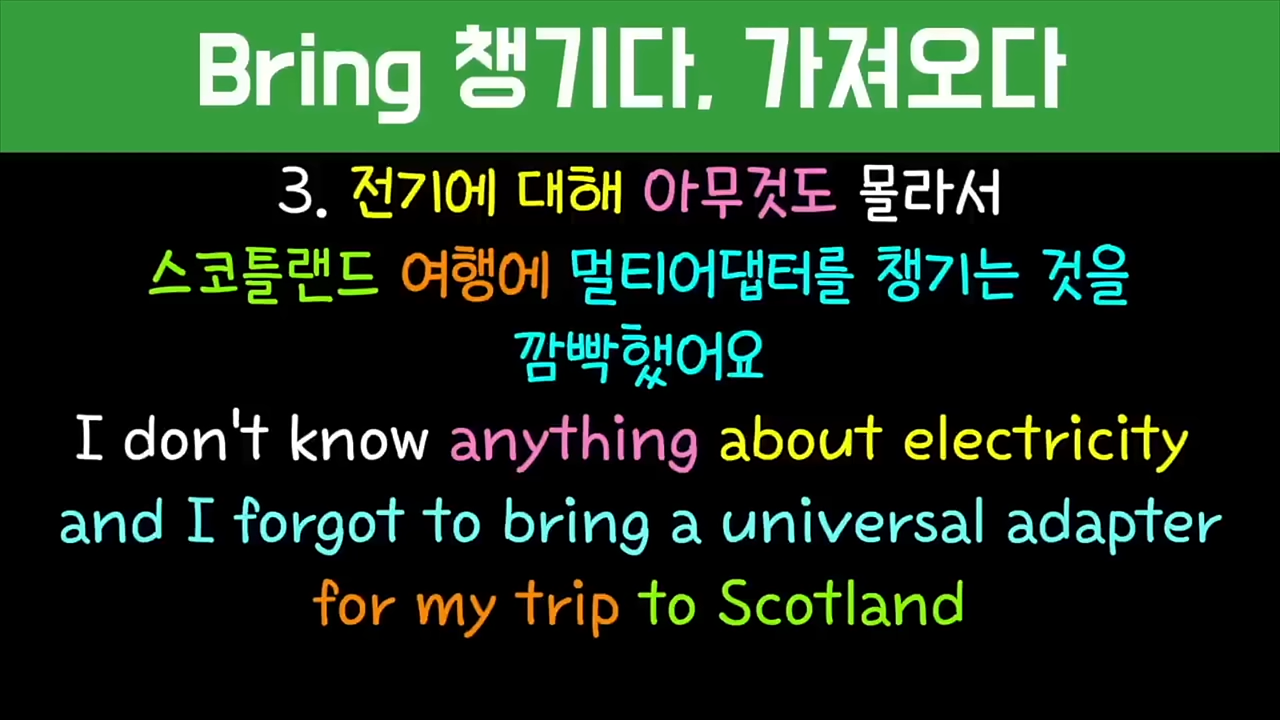 Bring 챙기다, 가져오다
3. 전기에 대해 아무것도 몰라서
스코틀랜드 여행에 멀티어댑터를 챙기는 것을
깜빡했어요
I don't know anything about electricity
and I forgot to bring a universal adapter
for my trip to Scotland